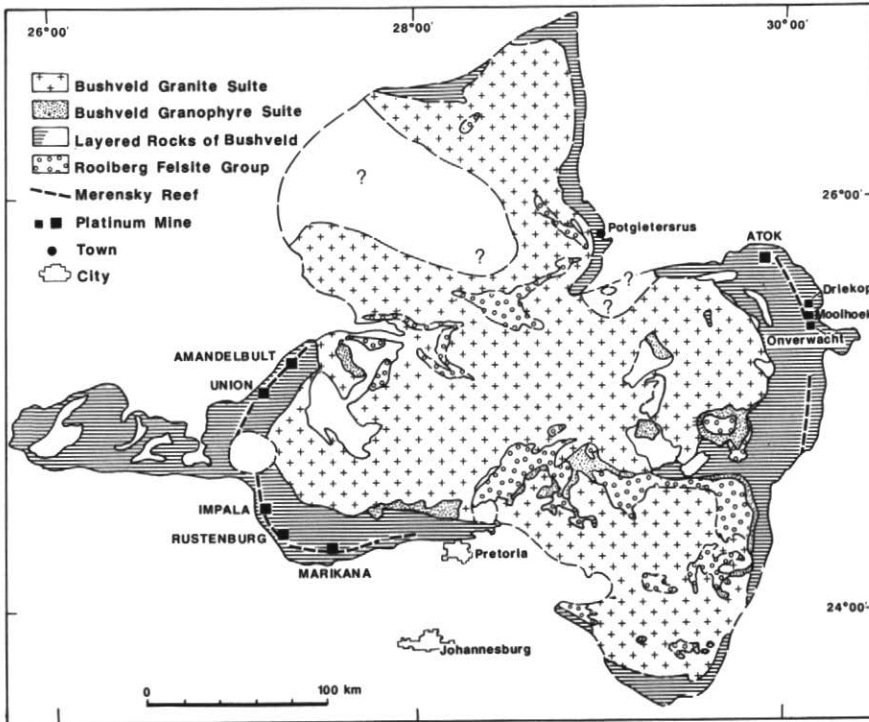 26°00'
28°00'
30°00'
Bushveld Granite Suite
Bushveld Granophyre Suite
Layered Rocks of Bushveld
Rooiberg Felsite Group
Merensky Reef
Platinum Mine
Town
City
?
26°00'
?
Potgietersrus
ATOK
?
?
Driekop
Mooihoek
Onverwacht
AMANDELBULT
UNION
IMPALA
RUSTENBURG
MARIKANA
Pretoria
24°00'
Johannesburg
0
100 km